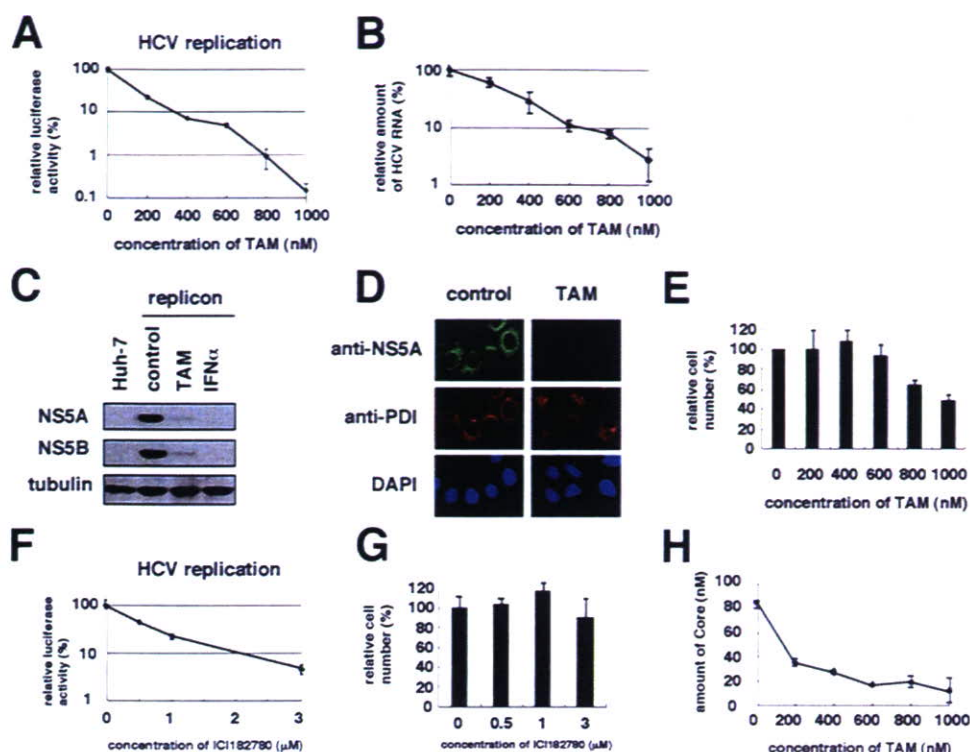 A
HCV replication
relative luciferase
activity (%)
100
10
1
0.1
0 200 400 600 800 1000
concentration of TAM (nM)
B
relative amount
of HCV RNA (%)
100
10
1
0 200 400 600 800 1000
concentration of TAM (nM)
C
replicon
Huh-7
control
TAM
IFNα
NS5A
NS5B
tubulin
D
control TAM
anti-NS5A
anti-PDI
DAPI
E
relative cell
number (%)
120
100
80
60
40
20
0
0 200 400 600 800 1000
concentration of TAM (nM)
F
HCV replication
relative luciferase
activity (%)
100
10
1
0 1 2 3
concentration of ICI182780 (μM)
G
relative cell
number (%)
120
100
80
60
40
20
0
0 0.5 1 3
concentration of ICI182780 (μM)
H
amount of Core (nM)
100
80
60
40
20
0
0 200 400 600 800 1000
concentration of TAM (nM)